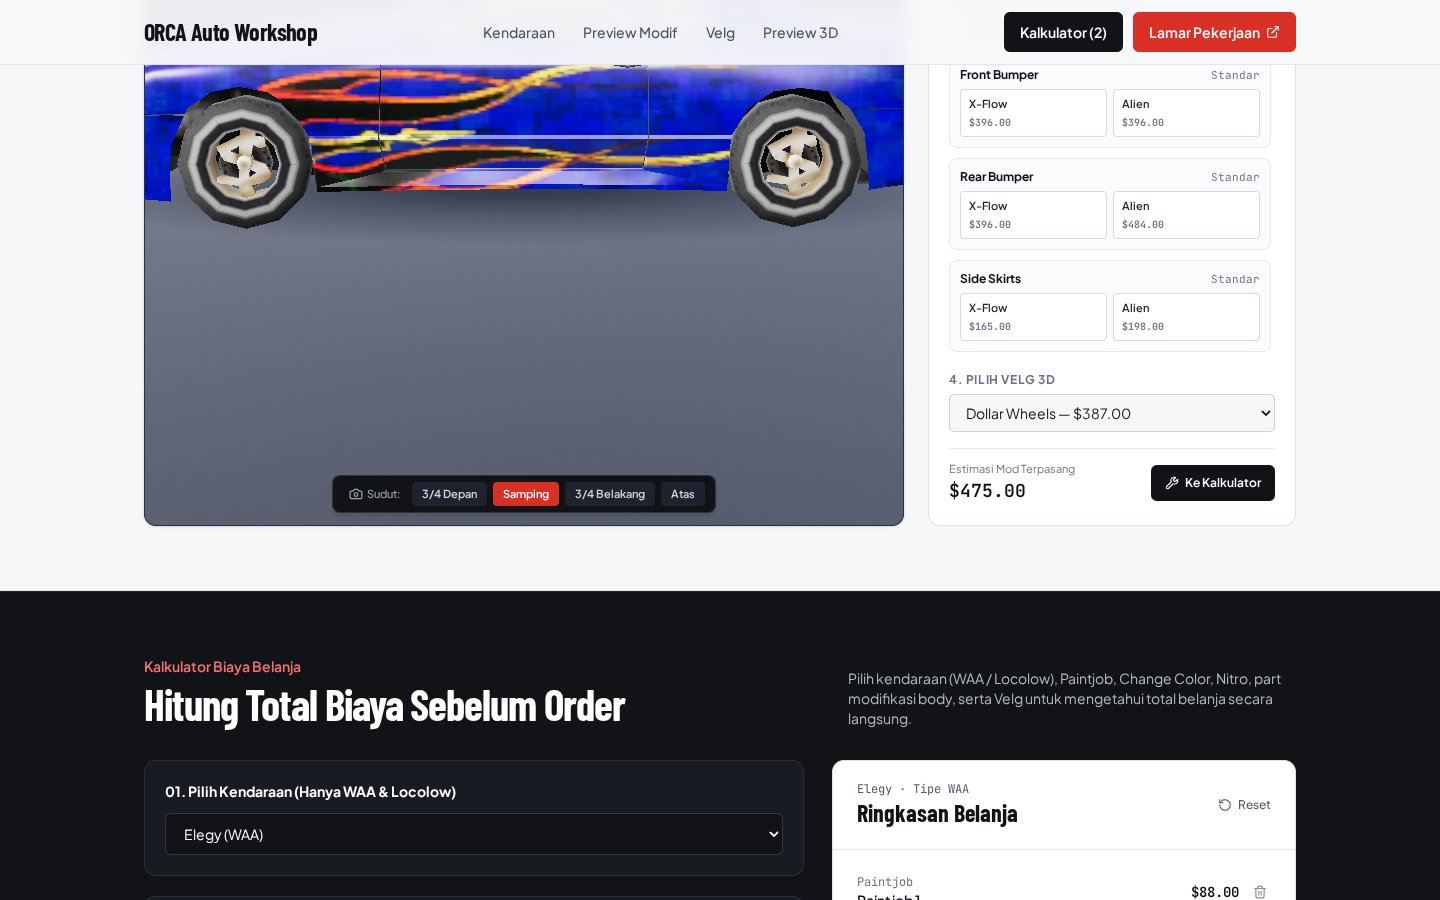 ORCA Auto Workshop
Kendaraan
Preview Modif
Velg
Preview 3D
Kalkulator (2)
Lamar Pekerjaan
Front Bumper
Standar
X-Flow
$396.00
Alien
$396.00
Rear Bumper
Standar
X-Flow
$396.00
Alien
$484.00
Side Skirts
Standar
X-Flow
$165.00
Alien
$198.00
4. PILIH VELG 3D
Dollar Wheels — $387.00
Estimasi Mod Terpasang
$475.00
Ke Kalkulator
Sudut:
3/4 Depan
Samping
3/4 Belakang
Atas
Kalkulator Biaya Belanja
Hitung Total Biaya Sebelum Order
Pilih kendaraan (WAA / Locolow), Paintjob, Change Color, Nitro, part
modifikasi body, serta Velg untuk mengetahui total belanja secara
langsung.
01. Pilih Kendaraan (Hanya WAA & Locolow)
Elegy (WAA)
Elegy · Tipe WAA
Ringkasan Belanja
Reset
Paintjob
Paintjob 1
$88.00